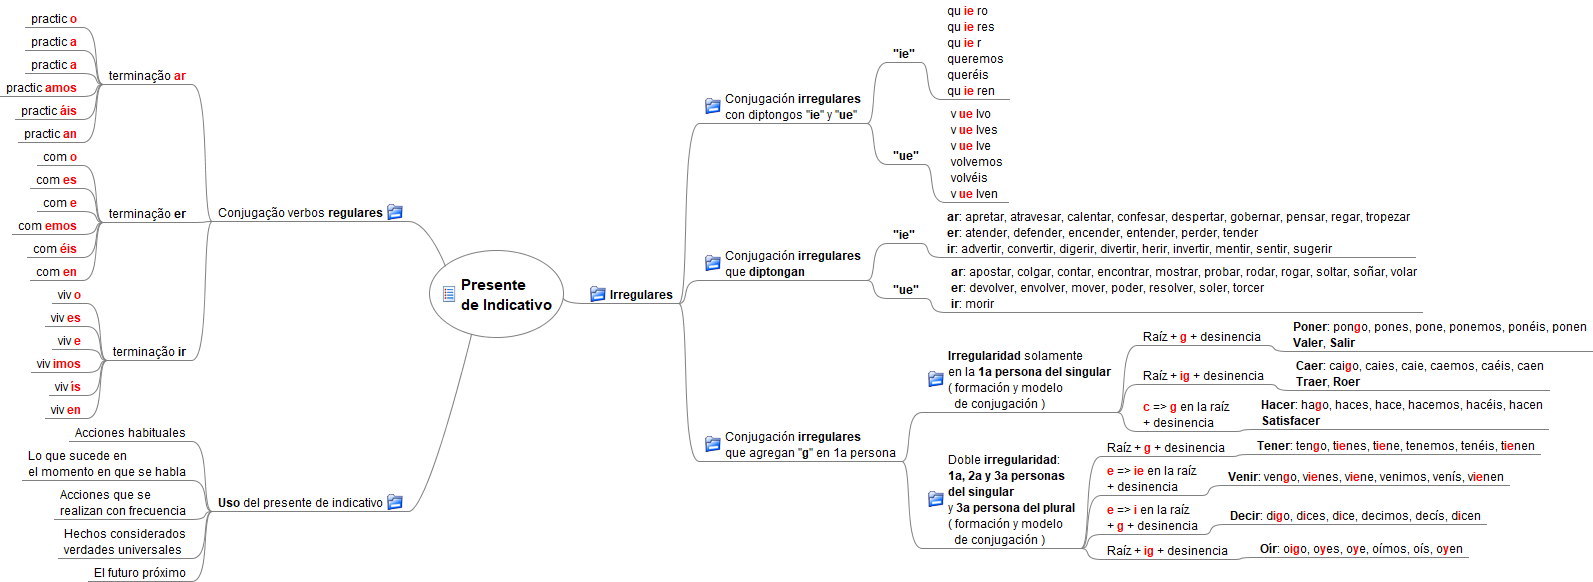 Presente
de Indicativo
Conjugação verbos regulares
terminação ar
practic o
practic a
practic a
practic amos
practic áis
practic an
terminação er
com o
com es
com e
com emos
com éis
com en
terminação ir
viv o
viv es
viv e
viv imos
viv ís
viv en
Uso del presente de indicativo
Acciones habituales
Lo que sucede en
el momento en que se habla
Acciones que se
realizan con frecuencia
Hechos considerados
verdades universales
El futuro próximo
Irregulares
Conjugación irregulares
con diptongos "ie" y "ue"
"ie"
qu ie ro
qu ie res
qu ie r
queremos
queréis
qu ie ren
"ue"
v ue lvo
v ue lves
v ue lve
volvemos
volvéis
v ue lven
Conjugación irregulares
que diptongan
"ie"
ar: apretar, atravesar, calentar, confesar, despertar, gobernar, pensar, regar, tropezar
er: atender, defender, encender, entender, perder, tender
ir: advertir, convertir, digerir, divertir, herir, invertir, mentir, sentir, sugerir
"ue"
ar: apostar, colgar, contar, encontrar, mostrar, probar, rodar, rogar, soltar, soñar, volar
er: devolver, envolver, mover, poder, resolver, soler, torcer
ir: morir
Conjugación irregulares
que agregan "g" en 1a persona
Irregularidad solamente
en la 1a persona del singular
( formación y modelo
de conjugación )
Raíz + g + desinencia
Poner: pongo, pones, pone, ponemos, ponéis, ponen
Valer, Salir
Raíz + ig + desinencia
Caer: caigo, caies, caie, caemos, caéis, caen
Traer, Roer
c => g en la raíz
+ desinencia
Hacer: hago, haces, hace, hacemos, hacéis, hacen
Satisfacer
Doble irregularidad:
1a, 2a y 3a personas
del singular
y 3a persona del plural
( formación y modelo
de conjugación )
Raíz + g + desinencia
Tener: tengo, tienes, tiene, tenemos, tenéis, tienen
e => ie en la raíz
+ desinencia
Venir: vengo, vienes, viene, venimos, venís, vienen
e => i en la raíz
+ g + desinencia
Decir: digo, dices, dice, decimos, decís, dicen
Raíz + ig + desinencia
Oír: oigo, oyes, oye, oímos, oís, oyen